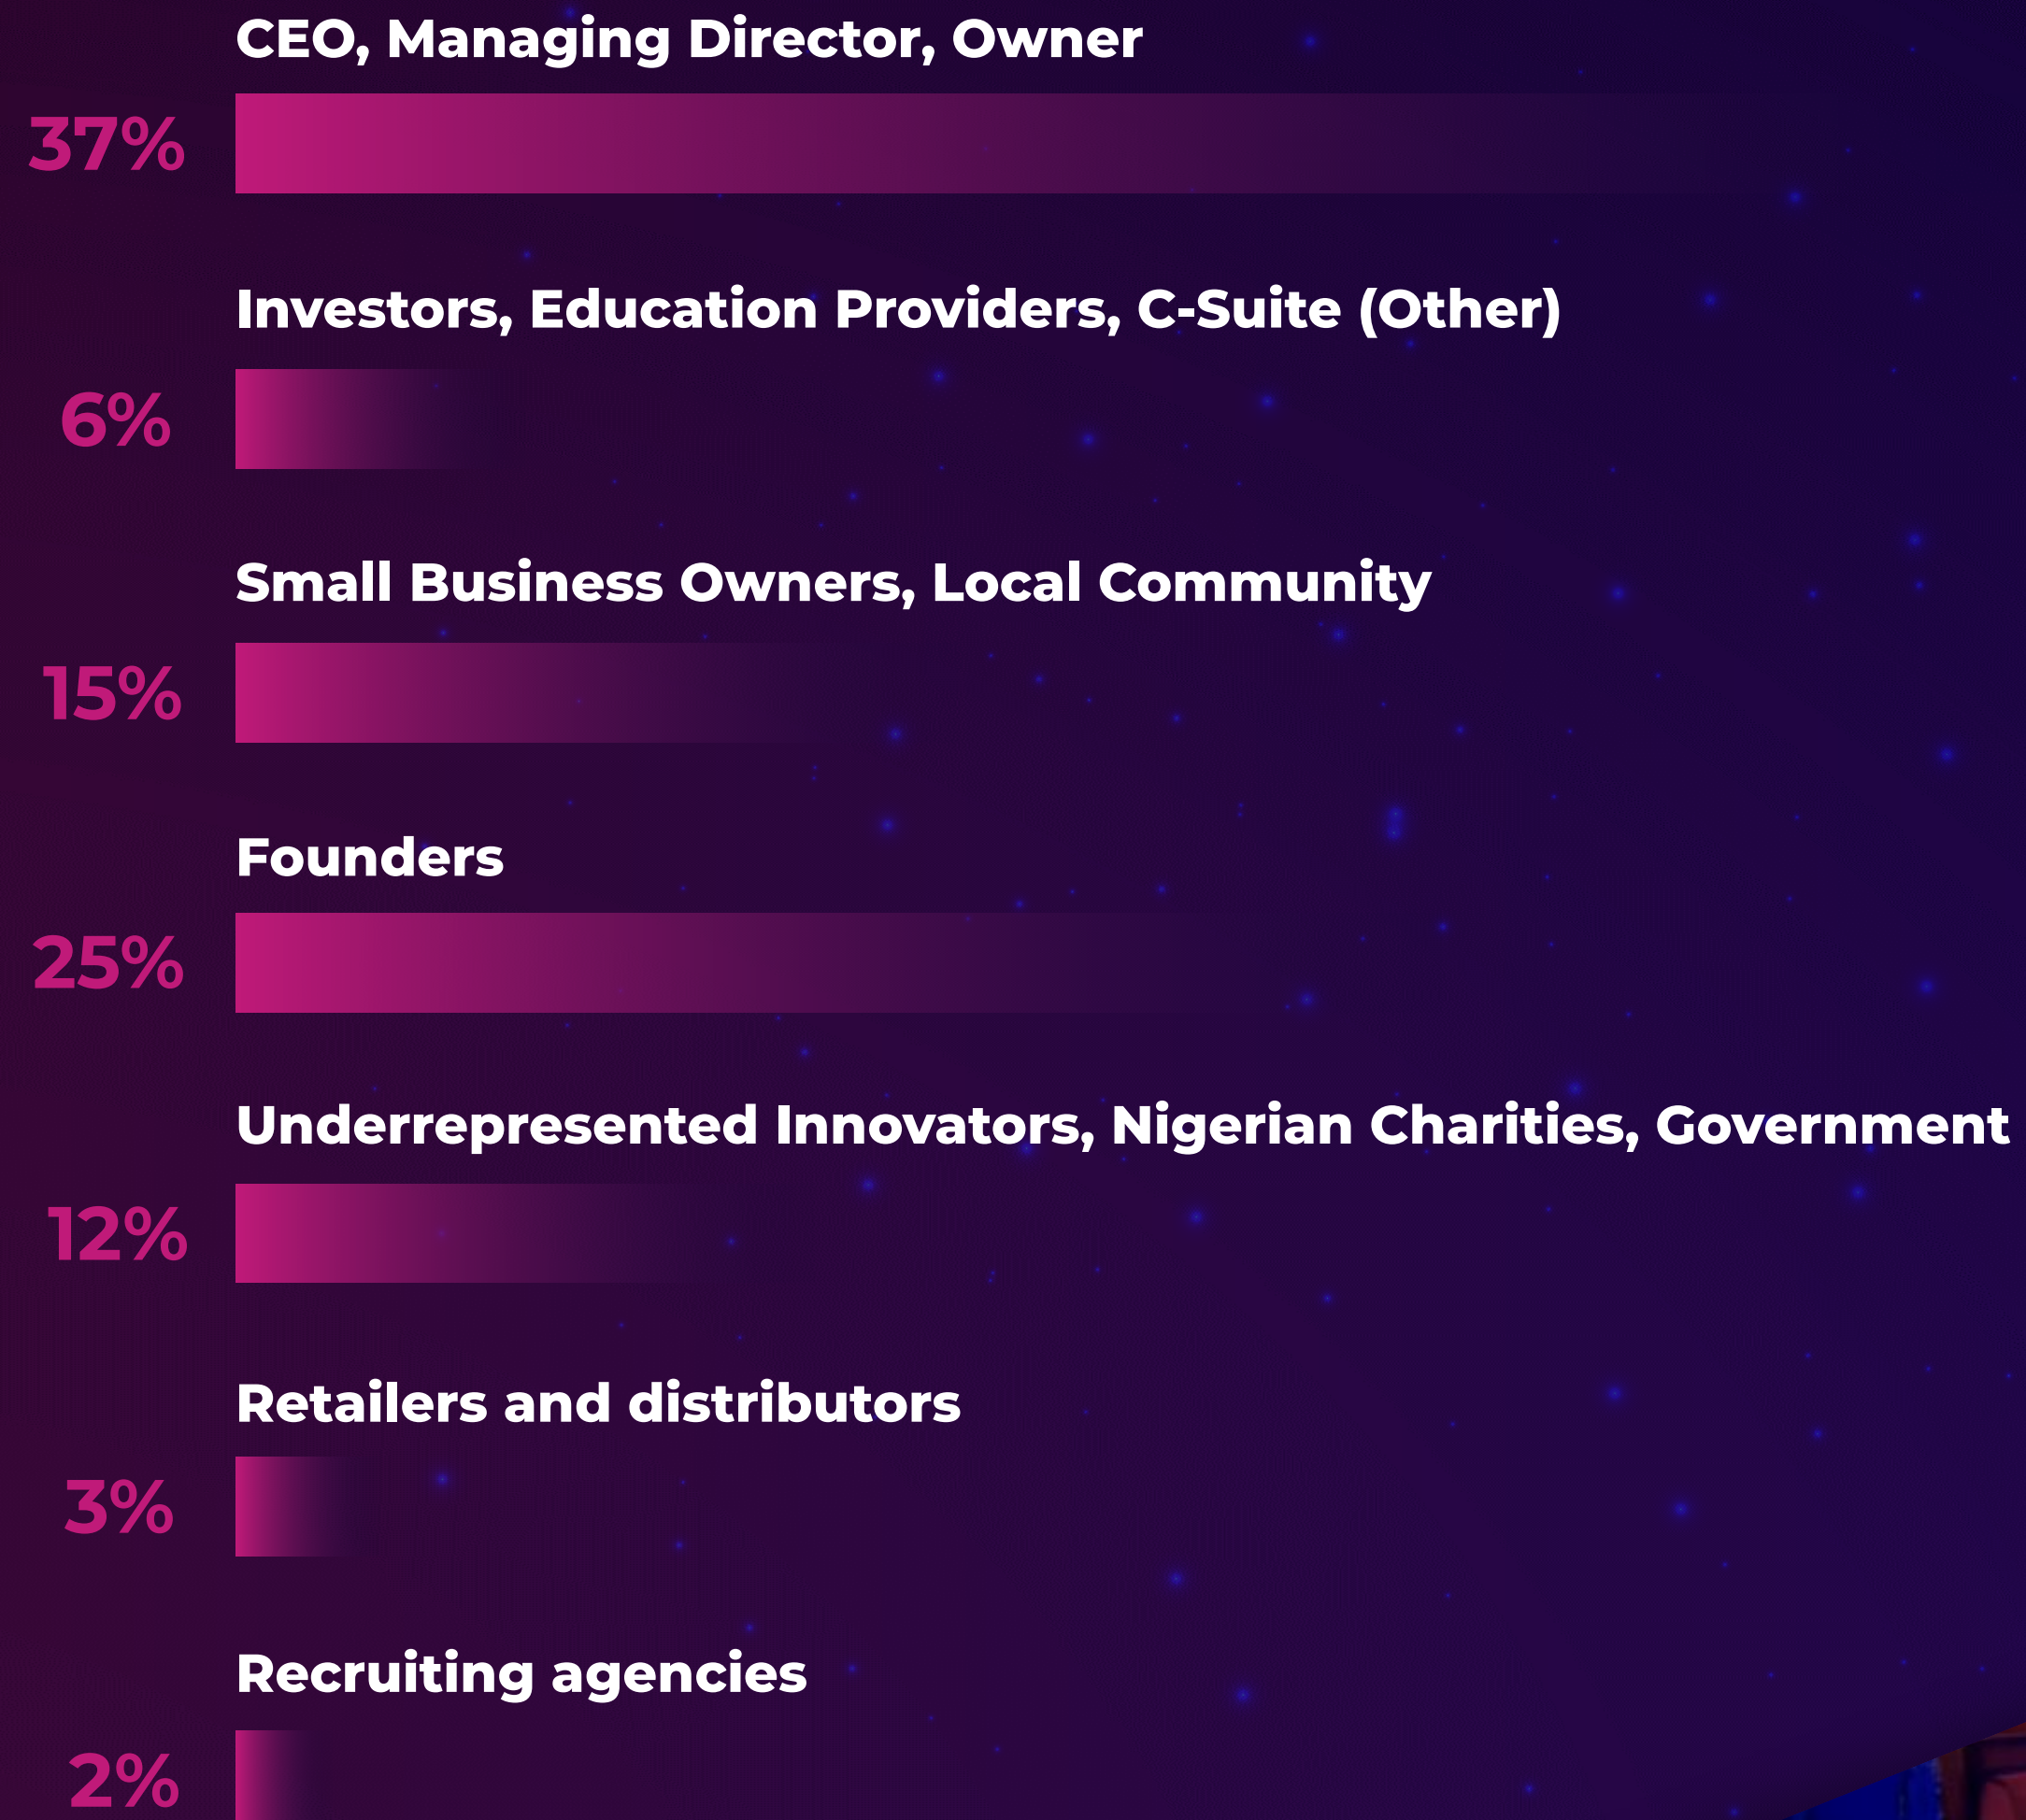 CEO, Managing Director, Owner
37%
Investors, Education Providers, C-Suite (Other)
6%
Small Business Owners, Local Community
15%
Founders
25%
Underrepresented Innovators, Nigerian Charities, Government
12%
Retailers and distributors
3%
Recruiting agencies
2%